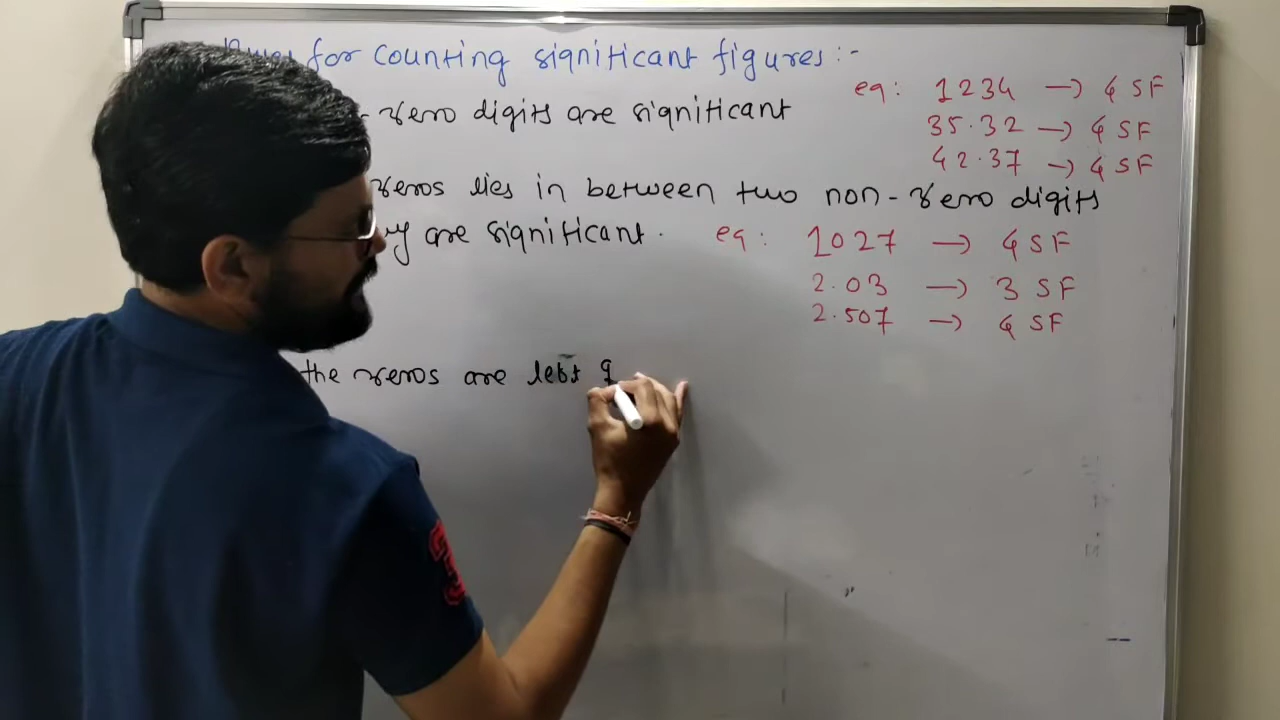 for counting significant figures :-
eg : 1234 → 4 SF
- zero digits are significant
35.32 → 4 SF
42.37 → 4 SF
zeros lies in between two non-zero digits
are significant. eg : 1027 → 4 SF
2.03 → 3 SF
2.507 → 4 SF
the zeros are left
3